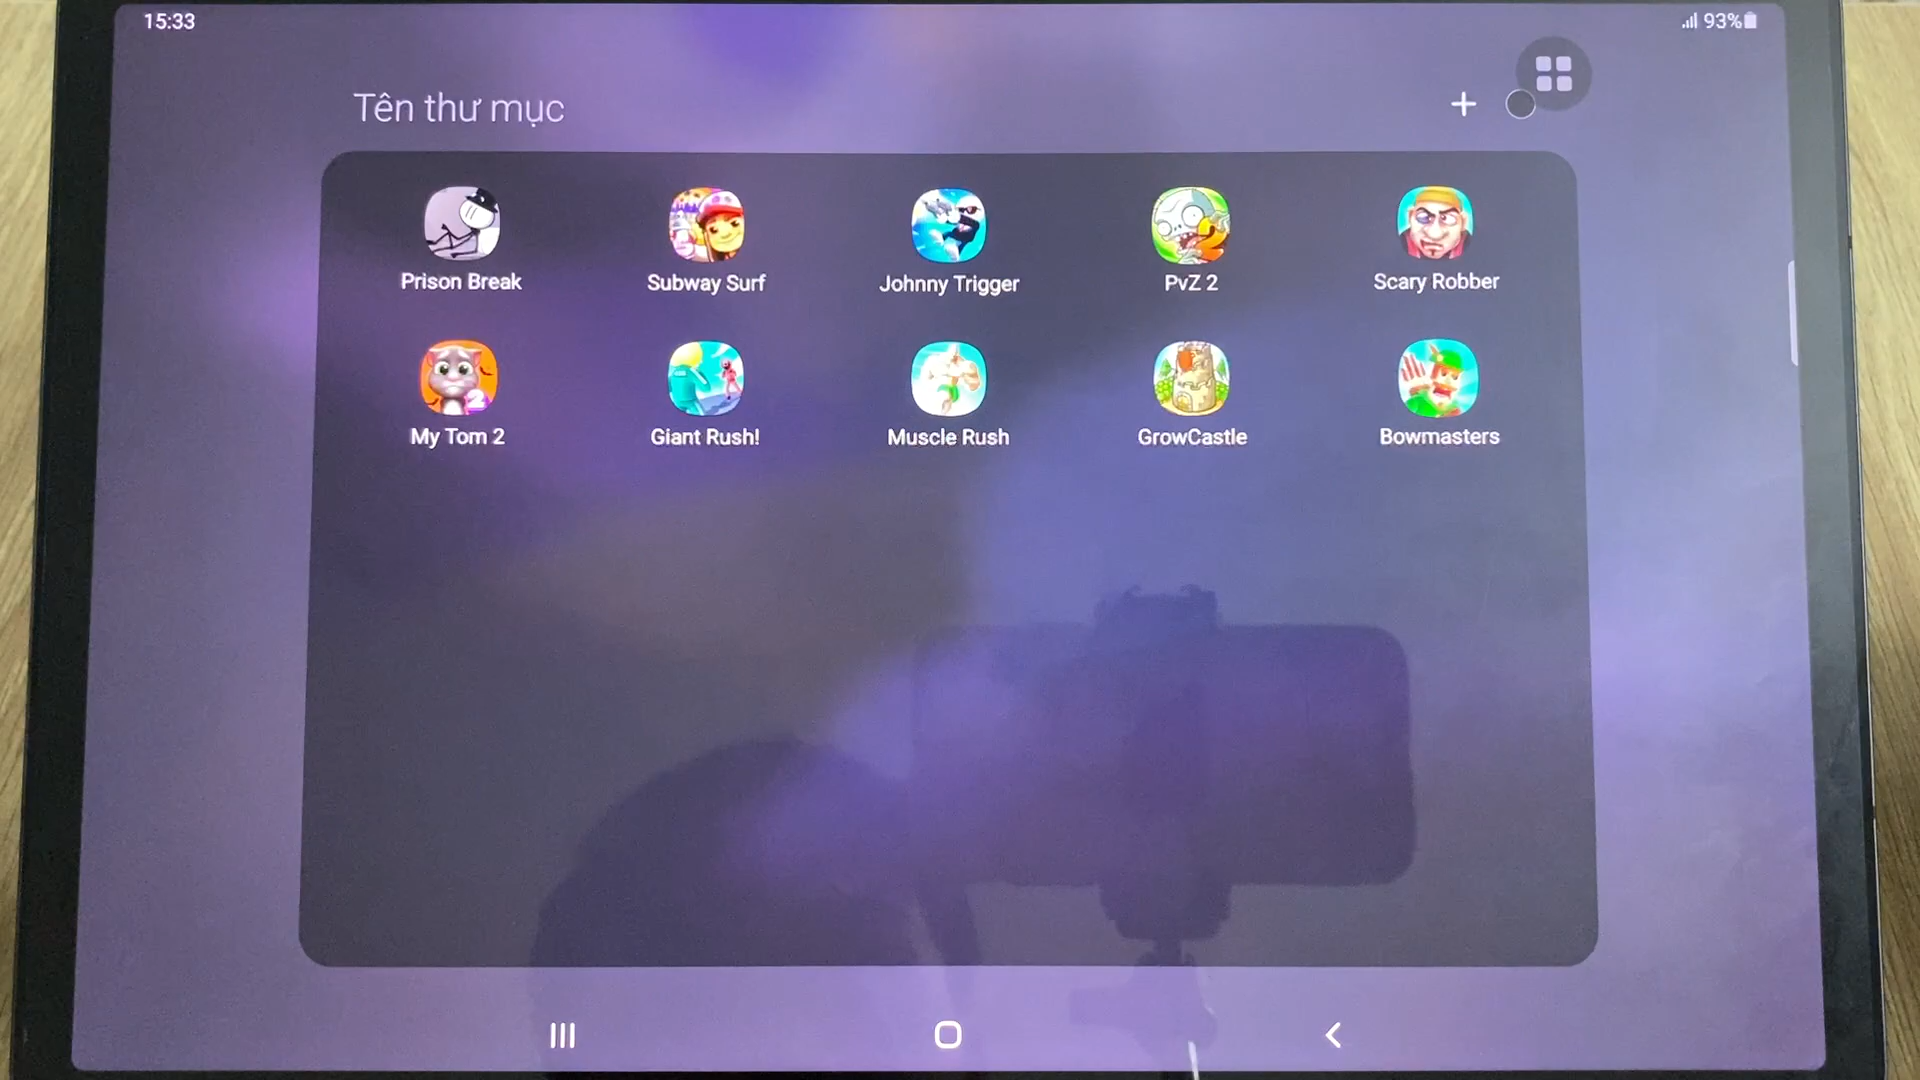 15:33
93%
Tên thư mục
Prison Break
Subway Surf
Johnny Trigger
PvZ 2
Scary Robber
My Tom 2
Giant Rush!
Muscle Rush
GrowCastle
Bowmasters